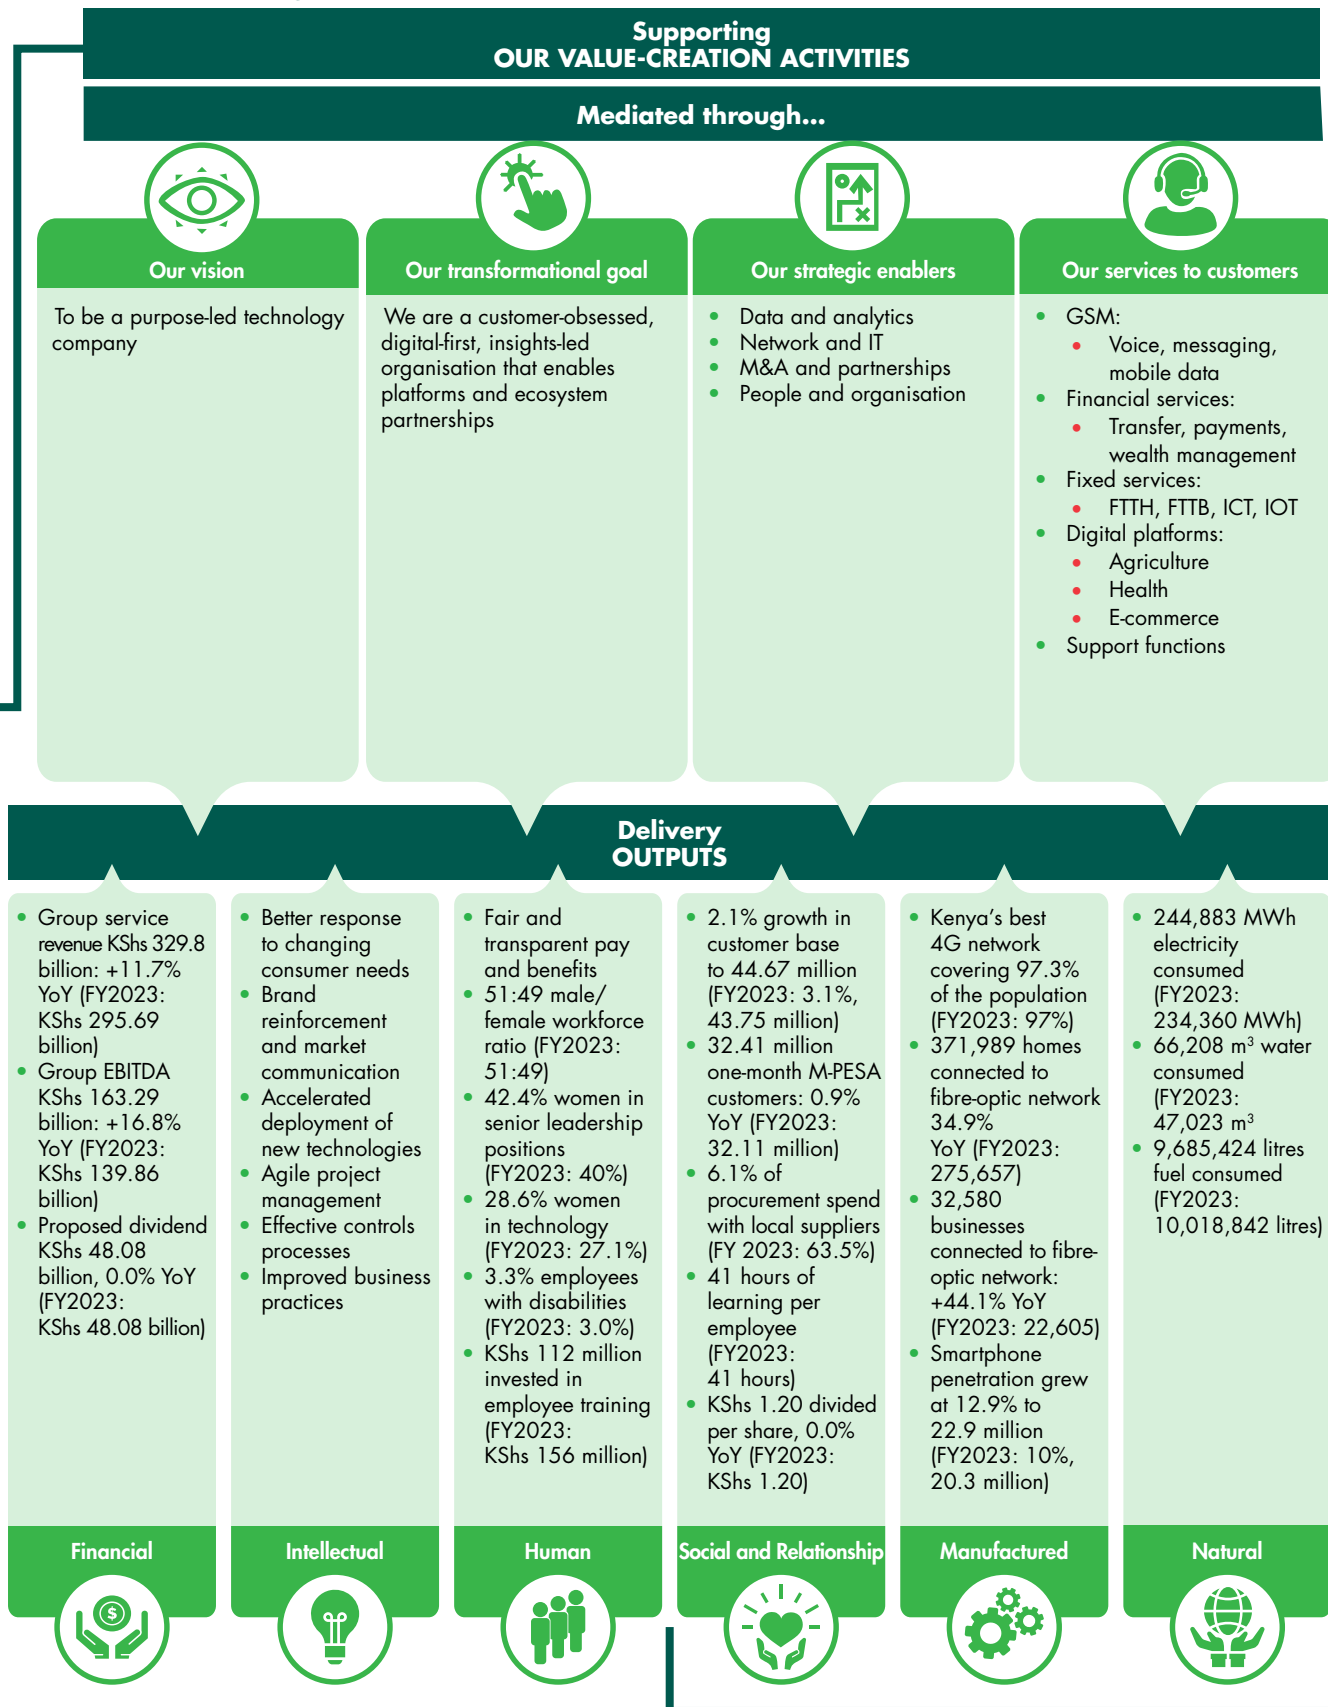 Supporting
OUR VALUE-CREATION ACTIVITIES
Mediated through...
Our vision
To be a purpose-led technology
company
Our transformational goal
We are a customer-obsessed,
digital-first, insights-led
organisation that enables
platforms and ecosystem
partnerships
Our strategic enablers
• Data and analytics
• Network and IT
• M&A and partnerships
• People and organisation
Our services to customers
• GSM:
• Voice, messaging,
mobile data
• Financial services:
• Transfer, payments,
wealth management
• Fixed services:
• FTTH, FTTB, ICT, IOT
• Digital platforms:
• Agriculture
• Health
• E-commerce
• Support functions
Delivery
OUTPUTS
• Group service
revenue KShs 329.8
billion: +11.7%
YoY (FY2023:
KShs 295.69
billion)
• Group EBITDA
KShs 163.29
billion: +16.8%
YoY (FY2023:
KShs 139.86
billion)
• Proposed dividend
KShs 48.08
billion, 0.0% YoY
(FY2023:
KShs 48.08 billion)
Financial
$
• Better response
to changing
consumer needs
• Brand
reinforcement
and market
communication
• Accelerated
deployment of
new technologies
• Agile project
management
• Effective controls
processes
• Improved business
practices
Intellectual
• Fair and
transparent pay
and benefits
• 51:49 male/
female workforce
ratio (FY2023:
51:49)
• 42.4% women in
senior leadership
positions
(FY2023: 40%)
• 28.6% women
in technology
(FY2023: 27.1%)
• 3.3% employees
with disabilities
(FY2023: 3.0%)
• KShs 112 million
invested in
employee training
(FY2023:
KShs 156 million)
Human
• 2.1% growth in
customer base
to 44.67 million
(FY2023: 3.1%,
43.75 million)
• 32.41 million
one-month M-PESA
customers: 0.9%
YoY (FY2023:
32.11 million)
• 6.1% of
procurement spend
with local suppliers
(FY 2023: 63.5%)
• 41 hours of
learning per
employee
(FY2023:
41 hours)
• KShs 1.20 divided
per share, 0.0%
YoY (FY2023:
KShs 1.20)
Social and Relationship
• Kenya’s best
4G network
covering 97.3%
of the population
(FY2023: 97%)
• 371,989 homes
connected to
fibre-optic network
34.9%
YoY (FY2023:
275,657)
• 32,580
businesses
connected to fibre-
optic network:
+44.1% YoY
(FY2023: 22,605)
• Smartphone
penetration grew
at 12.9% to
22.9 million
(FY2023: 10%,
20.3 million)
Manufactured
• 244,883 MWh
electricity
consumed
(FY2023:
234,360 MWh)
• 66,208 m³ water
consumed
(FY2023:
47,023 m³
• 9,685,424 litres
fuel consumed
(FY2023:
10,018,842 litres)
Natural